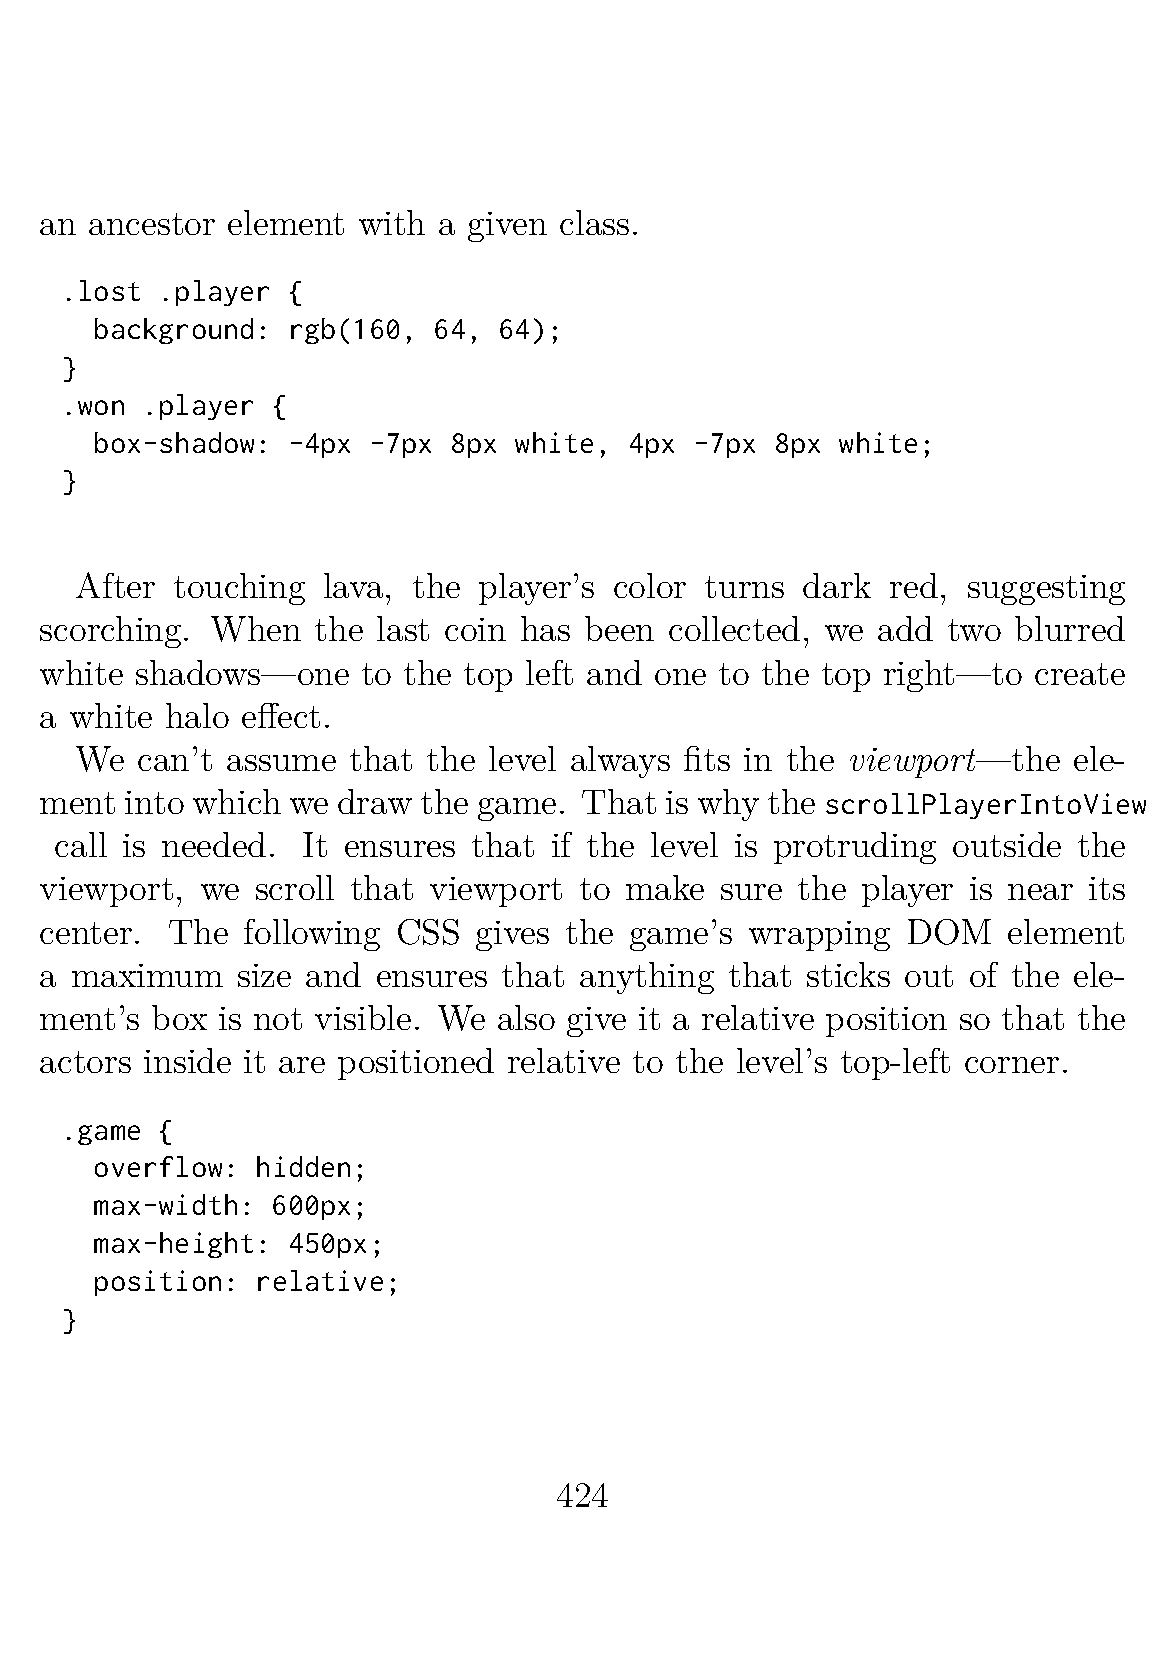 an ancestor element with a given class.
.lost .player {
  background: rgb(160, 64, 64);
}
.won .player {
  box-shadow: -4px -7px 8px white, 4px -7px 8px white;
}
After touching lava, the player’s color turns dark red, suggesting
scorching. When the last coin has been collected, we add two blurred
white shadows—one to the top left and one to the top right—to create
a white halo effect.
We can’t assume that the level always fits in the viewport—the ele-
ment into which we draw the game. That is why the scrollPlayerIntoView
call is needed. It ensures that if the level is protruding outside the
viewport, we scroll that viewport to make sure the player is near its
center. The following CSS gives the game’s wrapping DOM element
a maximum size and ensures that anything that sticks out of the ele-
ment’s box is not visible. We also give it a relative position so that the
actors inside it are positioned relative to the level’s top-left corner.
.game {
  overflow: hidden;
  max-width: 600px;
  max-height: 450px;
  position: relative;
}
424